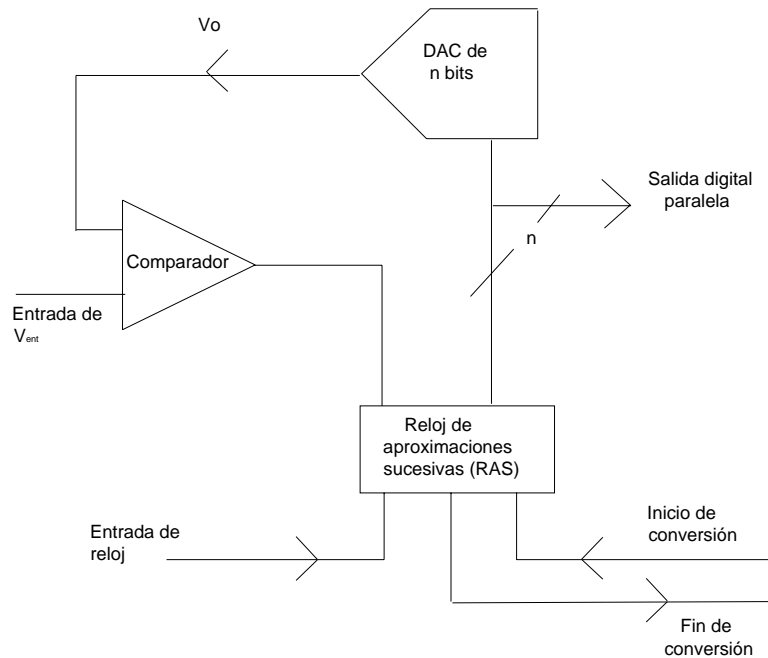 Vo
DAC de
n bits
Salida digital
paralela
n
Comparador
Entrada de
Vent
Reloj de
aproximaciones
sucesivas (RAS)
Entrada de
reloj
Inicio de
conversión
Fin de
conversión